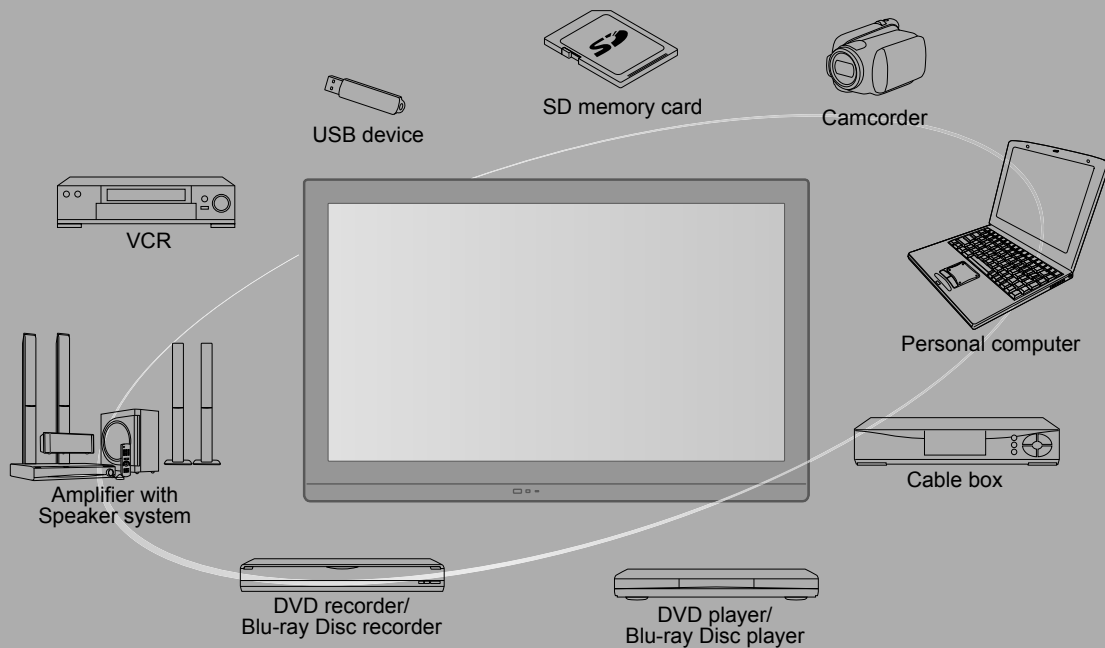 SD memory card
Camcorder
USB device
VCR
Personal computer
Amplifier with
Speaker system
Cable box
DVD recorder/
Blu-ray Disc recorder
DVD player/
Blu-ray Disc player